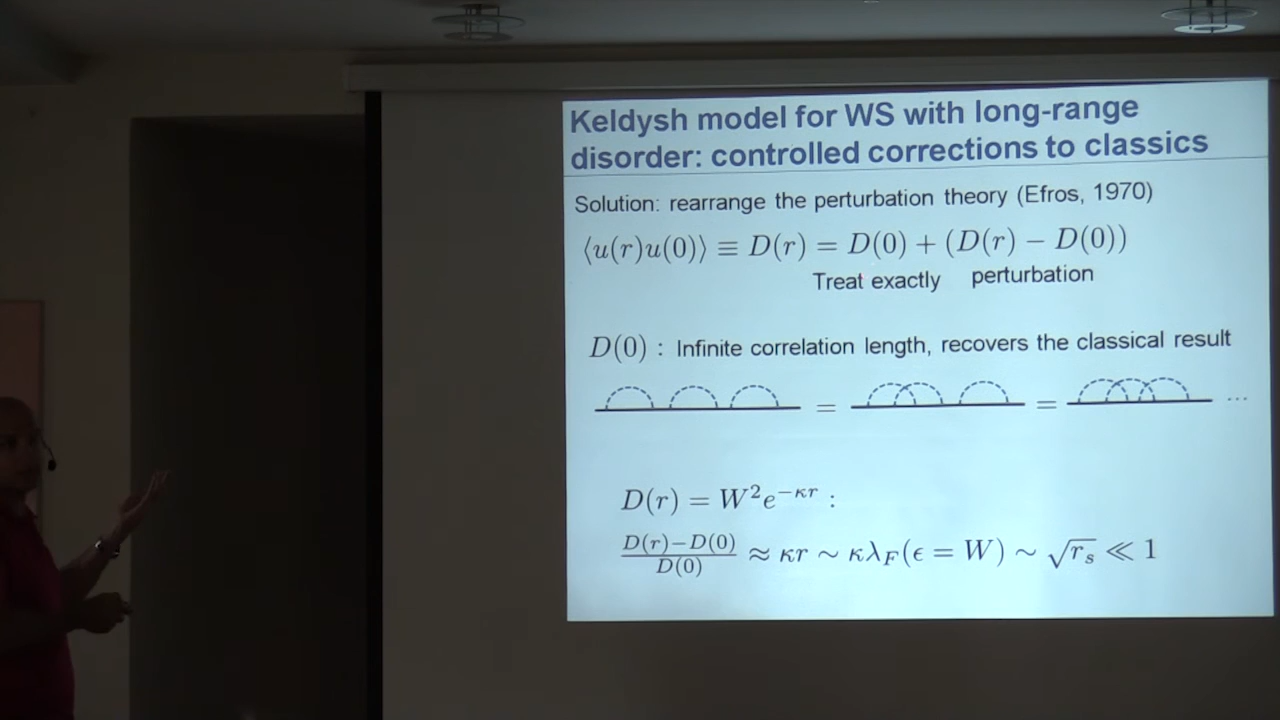 Keldysh model for WS with long-range
disorder: controlled corrections to classics
Solution: rearrange the perturbation theory (Efros, 1970)
⟨u(r)u(0)⟩ ≡ D(r) = D(0) + (D(r) − D(0))
Treat exactly perturbation
D(0) : Infinite correlation length, recovers the classical result
= = ...
D(r) = W²e^{−κr} :
\frac{D(r)−D(0)}{D(0)} ≈ κr ∼ κλ_F(ϵ = W) ∼ √r_s ≪ 1